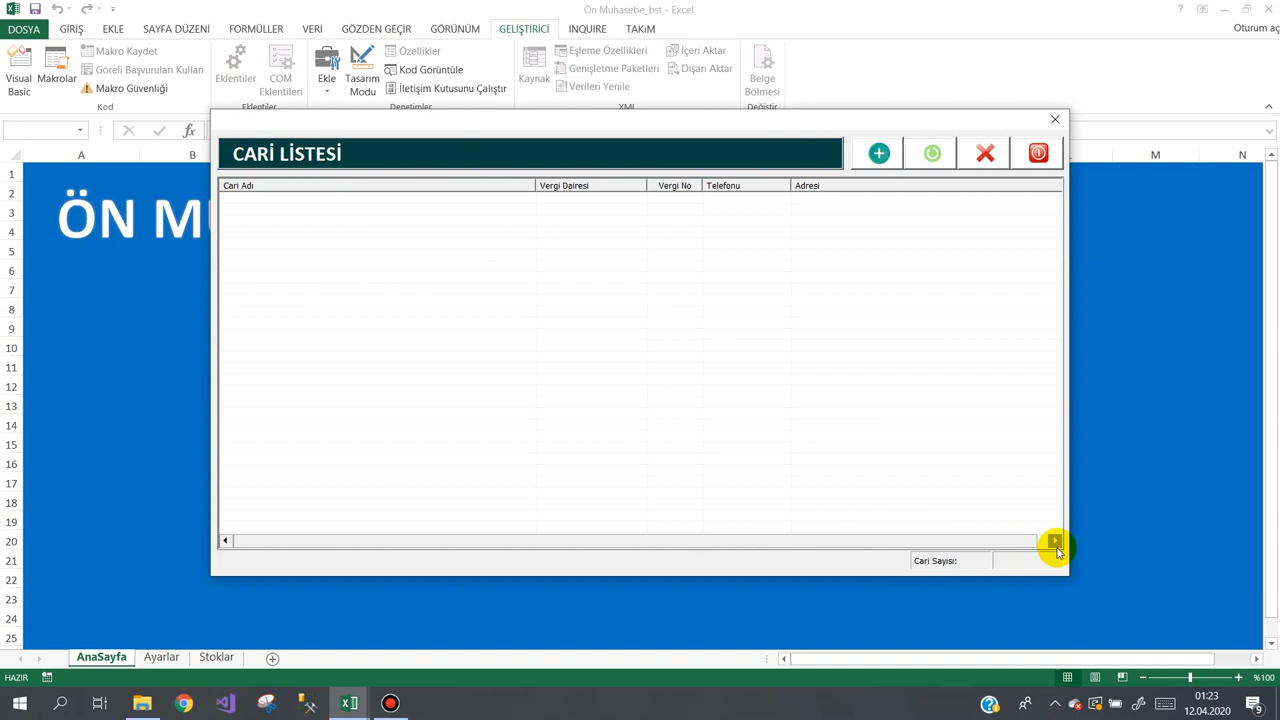 Ön Muhasebe_bst - Excel
DOSYA GİRİŞ EKLE SAYFA DÜZENİ FORMÜLLER VERİ GÖZDEN GEÇİR GÖRÜNÜM GELİŞTİRİCİ INQUIRE TAKIM Oturum aç
Visual Basic
Makrolar
Makro Kaydet
Göreli Başvuruları Kullan
Makro Güvenliği
Kod
Eklentiler
COM Eklentileri
Eklentiler
Ekle
Tasarım Modu
Özellikler
Kod Görüntüle
İletişim Kutusunu Çalıştır
Denetimler
Kaynak
Eşleme Özellikleri
Genişletme Paketleri
Verileri Yenile
İçeri Aktar
Dışarı Aktar
XML
Belge Bölmesi
Değiştir
fx
A B M N
CARİ LİSTESİ
Cari Adı Vergi Dairesi Vergi No Telefonu Adresi
1
2
3
4
5
6
7
8
9
10
11
12
13
14
15
16
17
18
19
20
21
22
23
24
25
ÖN MU
Cari Sayısı:
AnaSayfa Ayarlar Stoklar
HAZIR
%100
01:23
12.04.2020
9